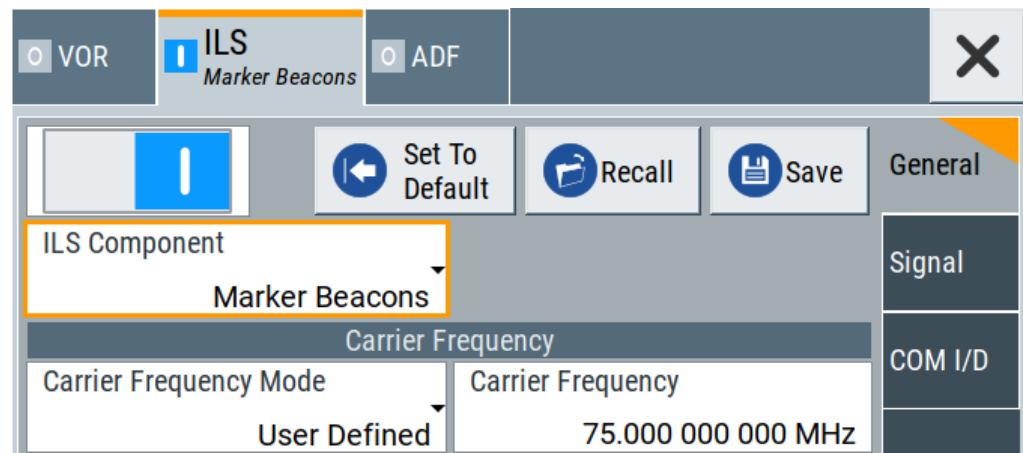 VOR
ILS
Marker Beacons
ADF
Set To
Default
Recall
Save
General
ILS Component
Marker Beacons
Signal
Carrier Frequency
COM I/D
Carrier Frequency Mode
User Defined
Carrier Frequency
75.000 000 000 MHz